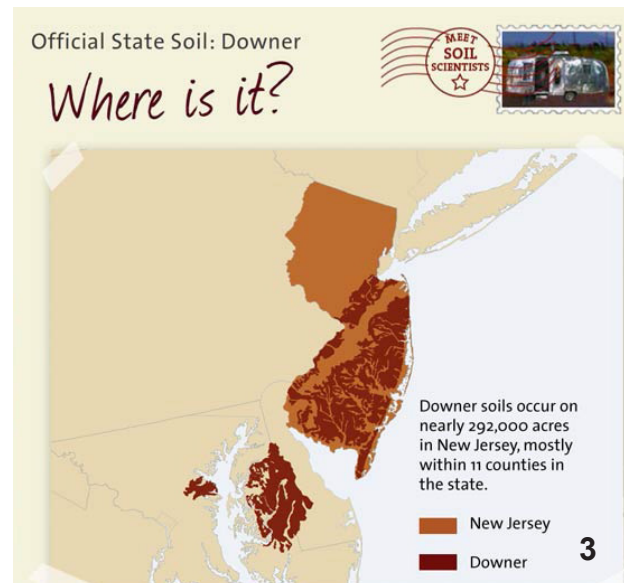 Official State Soil: Downer
Where is it?
MEET
SOIL
SCIENTISTS
Downer soils occur on
nearly 292,000 acres
in New Jersey, mostly
within 11 counties in
the state.
New Jersey
Downer
3